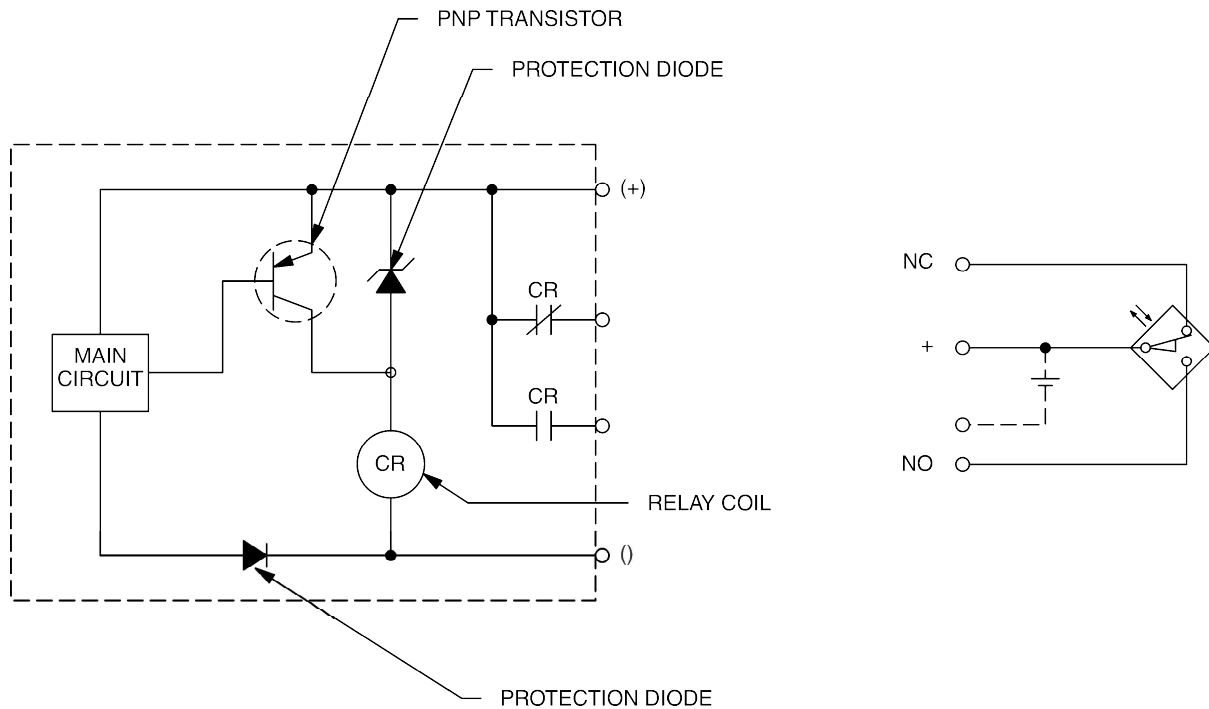 PNP TRANSISTOR
PROTECTION DIODE
(+)
NC
CR
MAIN
CIRCUIT
+
CR
CR
NO
RELAY COIL
()
PROTECTION DIODE